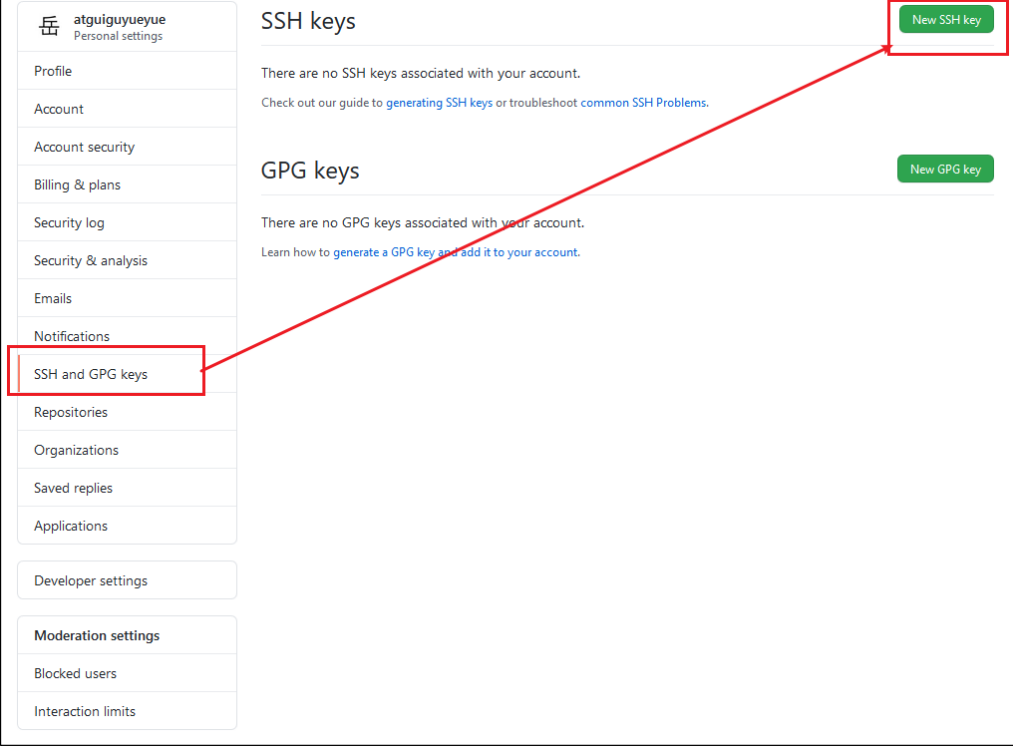 岳
atguiguyueyue
Personal settings
Profile
Account
Account security
Billing & plans
Security log
Security & analysis
Emails
Notifications
SSH and GPG keys
Repositories
Organizations
Saved replies
Applications
Developer settings
Moderation settings
Blocked users
Interaction limits
SSH keys
New SSH key
There are no SSH keys associated with your account.
Check out our guide to generating SSH keys or troubleshoot common SSH Problems.
GPG keys
New GPG key
There are no GPG keys associated with your account.
Learn how to generate a GPG key and add it to your account.